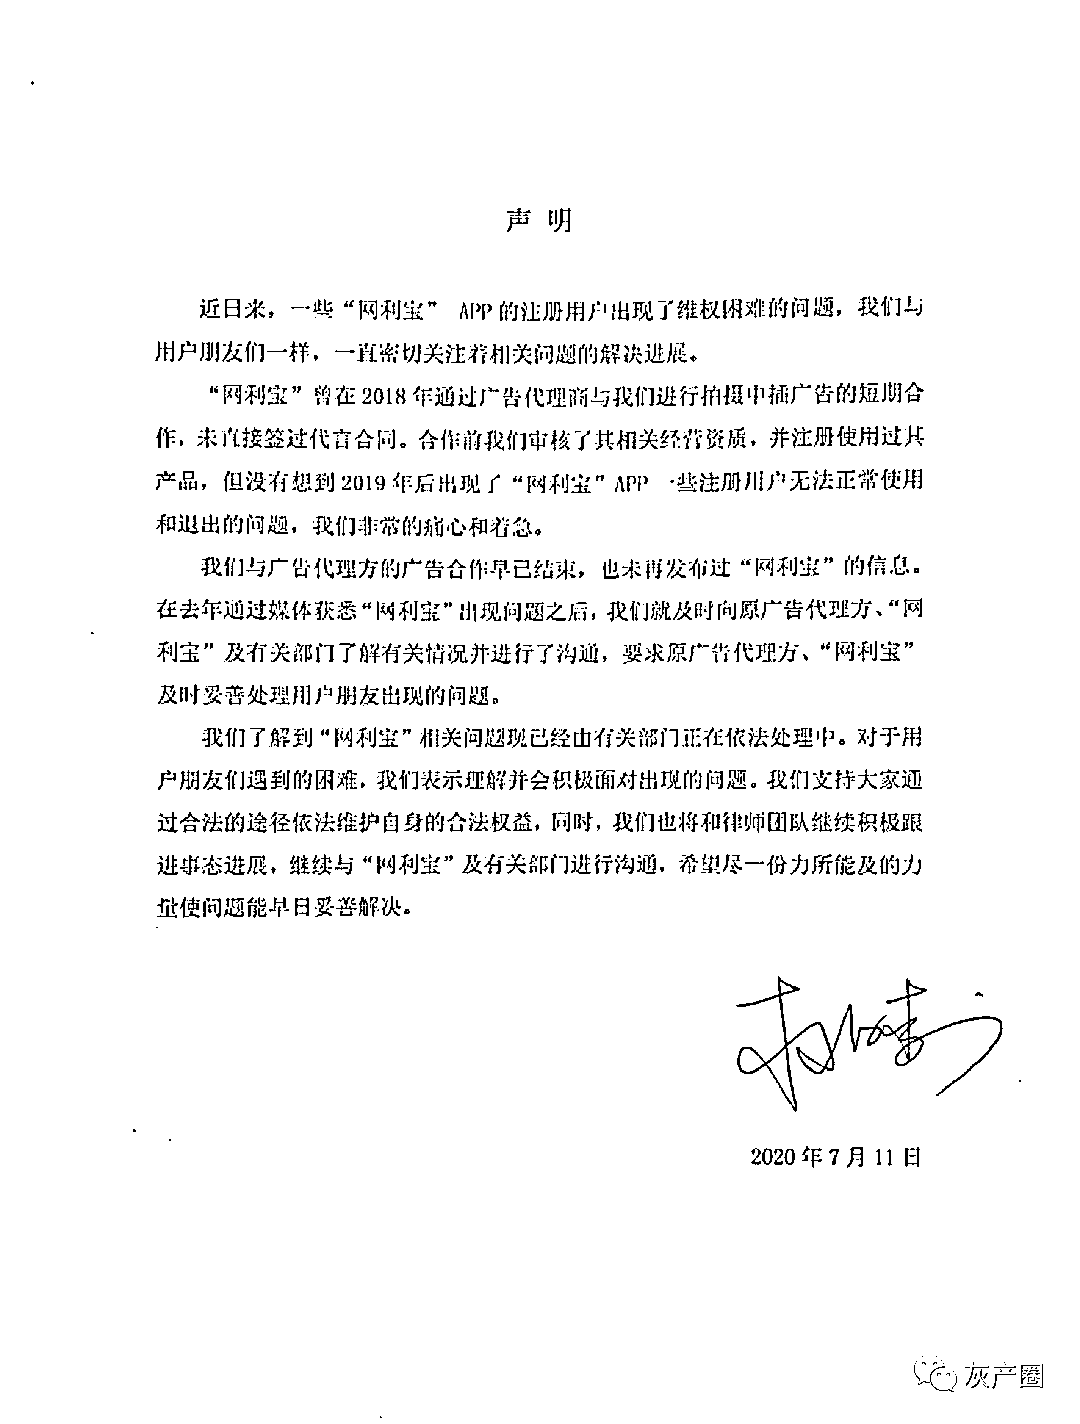 声 明
近日来，一些“网利宝” APP的注册用户出现了维权困难的问题，我们与
用户朋友们一样，一直密切关注着相关问题的解决进展。
“网利宝”曾在2018年通过广告代理商与我们进行拍摄中插广告的短期合
作，未直接签过代言合同。合作前我们审核了其相关经营资质，并注册使用过其
产品，但没有想到2019年后出现了“网利宝”APP 一些注册用户无法正常使用
和退出的问题，我们非常的痛心和着急。
我们与广告代理方的广告合作早已结束，也未再发布过“网利宝”的信息。
在去年通过媒体获悉“网利宝”出现问题之后，我们就及时向原广告代理方、“网
利宝”及有关部门了解有关情况并进行了沟通，要求原广告代理方、“网利宝”
及时妥善处理用户朋友出现的问题。
我们了解到“网利宝”相关问题现已经由有关部门正在依法处理中。对于用
户朋友们遇到的困难，我们表示理解并会积极面对出现的问题。我们支持大家通
过合法的途径依法维护自身的合法权益，同时，我们也将和律师团队继续积极跟
进事态进展，继续与“网利宝”及有关部门进行沟通，希望尽一份力所能及的力
量使问题能早日妥善解决。
2020年7月11日
灰产圈